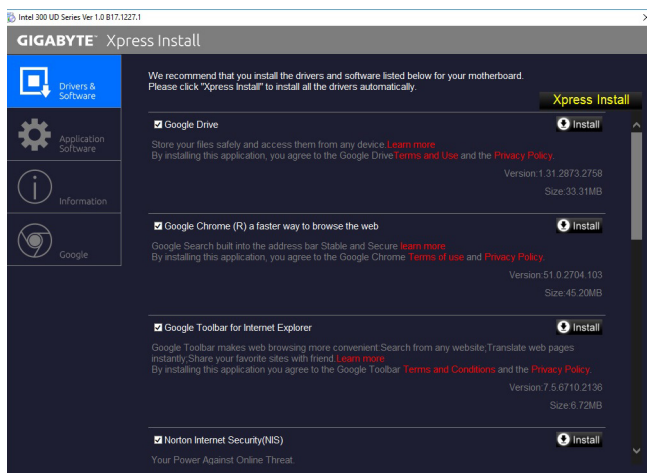 Intel 300 UD Series Ver 1.0 B17.1227.1
GIGABYTE™ Xpress Install
Drivers &
Software
Application
Software
Information
Google
We recommend that you install the drivers and software listed below for your motherboard.
Please click "Xpress Install" to install all the drivers automatically.
Xpress Install
Google Drive
Install
Store your files safely and access them from any device.Learn more
By installing this application, you agree to the Google DriveTerms and Use and the Privacy Policy.
Version:1.31.2873.2758
Size:33.31MB
Google Chrome (R) a faster way to browse the web
Install
Google Search built into the address bar Stable and Secure learn more
By installing this application, you agree to the Google Chrome Terms of use and Privacy Policy.
Version:51.0.2704.103
Size:45.20MB
Google Toolbar for Internet Explorer
Install
Google Toolbar makes web browsing more convenient:Search from any website;Translate web pages
instantly;Share your favorite sites with friend.Learn more
By installing this application you agree to the Google Toolbar Terms and Conditions and the Privacy Policy.
Version:7.5.6710.2136
Size:6.72MB
Norton Internet Security(NIS)
Install
Your Power Against Online Threat.